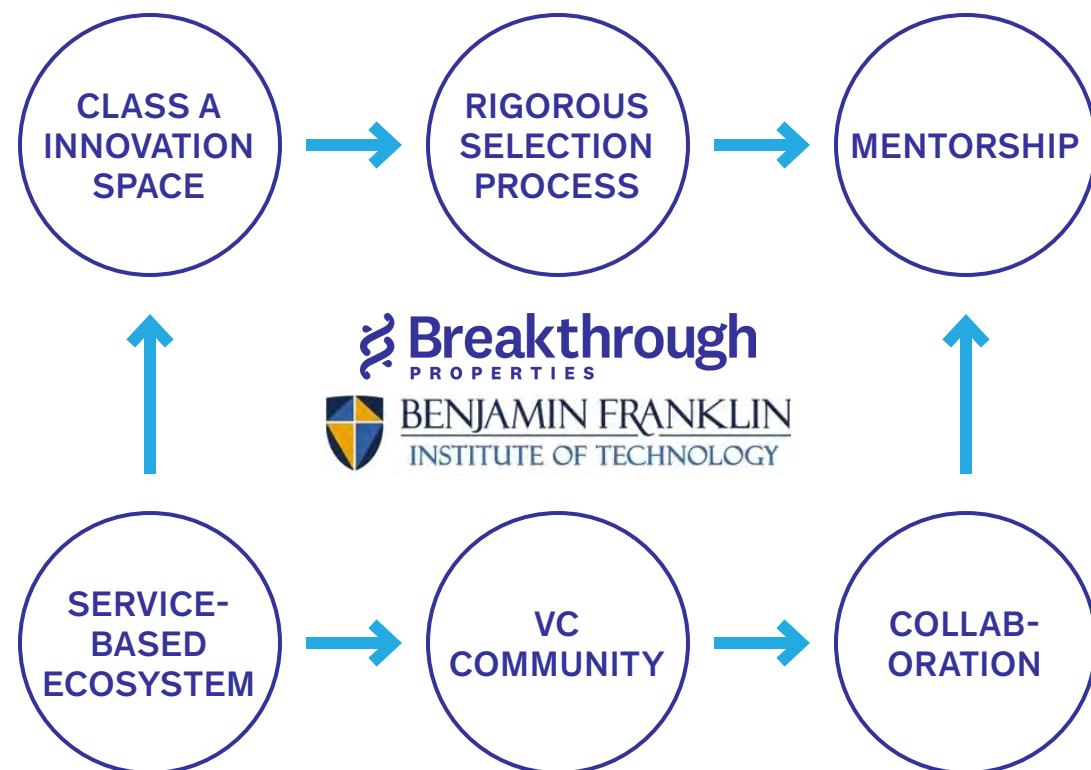 CLASS A
INNOVATION
SPACE
RIGOROUS
SELECTION
PROCESS
MENTORSHIP
Breakthrough
PROPERTIES
BENJAMIN FRANKLIN
INSTITUTE OF TECHNOLOGY
SERVICE-
BASED
ECOSYSTEM
VC
COMMUNITY
COLLAB-
ORATION